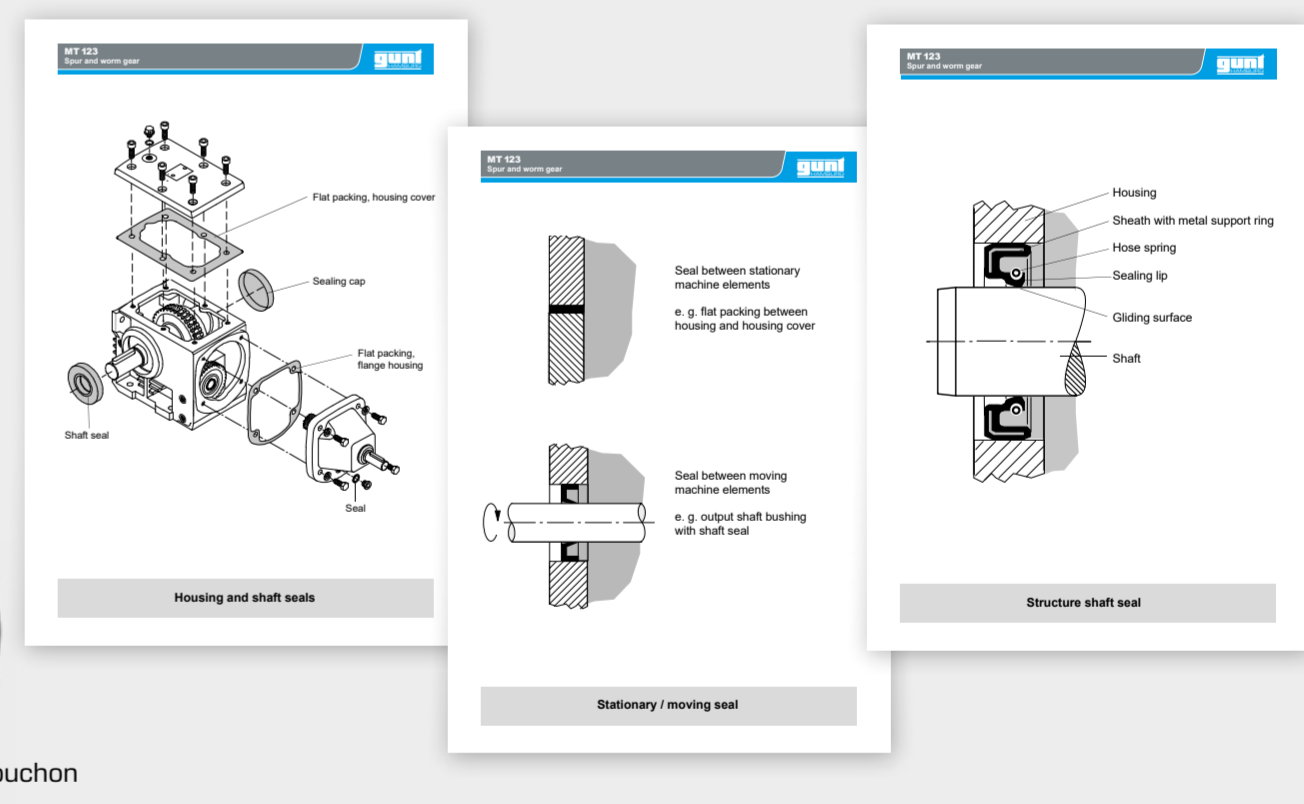 MT 123
Spur and worm gear
gunt
HAMBURG
Flat packing, housing cover
Sealing cap
Flat packing,
flange housing
Shaft seal
Seal
Housing and shaft seals
MT 123
Spur and worm gear
gunt
HAMBURG
Seal between stationary
machine elements
e. g. flat packing between
housing and housing cover
Seal between moving
machine elements
e. g. output shaft bushing
with shaft seal
Stationary / moving seal
MT 123
Spur and worm gear
gunt
HAMBURG
Housing
Sheath with metal support ring
Hose spring
Sealing lip
Gliding surface
Shaft
Structure shaft seal
ouchon